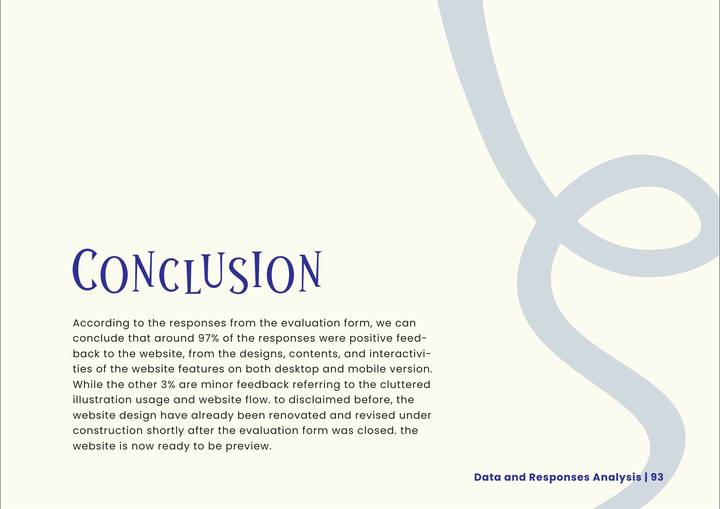 CONCLUSION
According to the responses from the evaluation form, we can
conclude that around 97% of the responses were positive feed-
back to the website, from the designs, contents, and interactivi-
ties of the website features on both desktop and mobile version.
While the other 3% are minor feedback referring to the cluttered
illustration usage and website flow. to disclaimed before, the
website design have already been renovated and revised under
construction shortly after the evaluation form was closed. the
website is now ready to be preview.
Data and Responses Analysis | 93